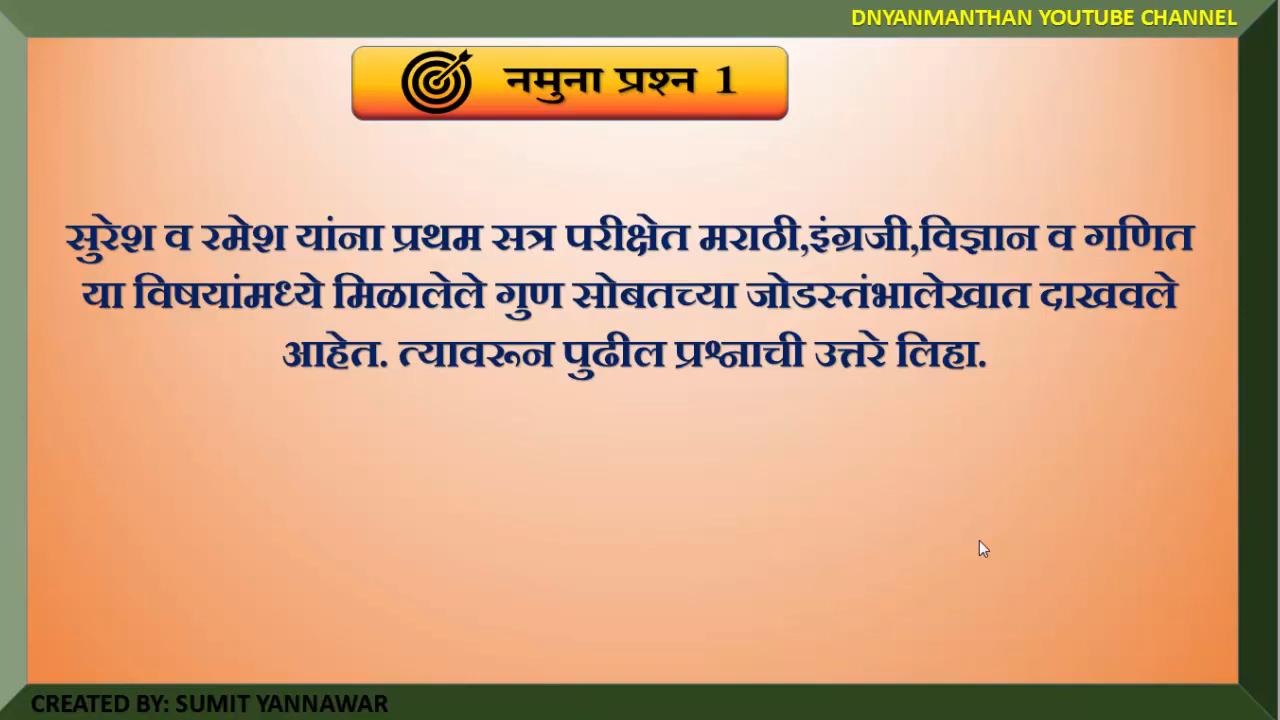 DNYANMANTHAN YOUTUBE CHANNEL
नमुना प्रश्न 1
सुरेश व रमेश यांना प्रथम सत्र परीक्षेत मराठी,इंग्रजी,विज्ञान व गणित
या विषयांमध्ये मिळालेले गुण सोबतच्या जोडस्तंभालेखात दाखवले
आहेत. त्यावरून पुढील प्रश्नाची उत्तरे लिहा.
CREATED BY: SUMIT YANNAWAR